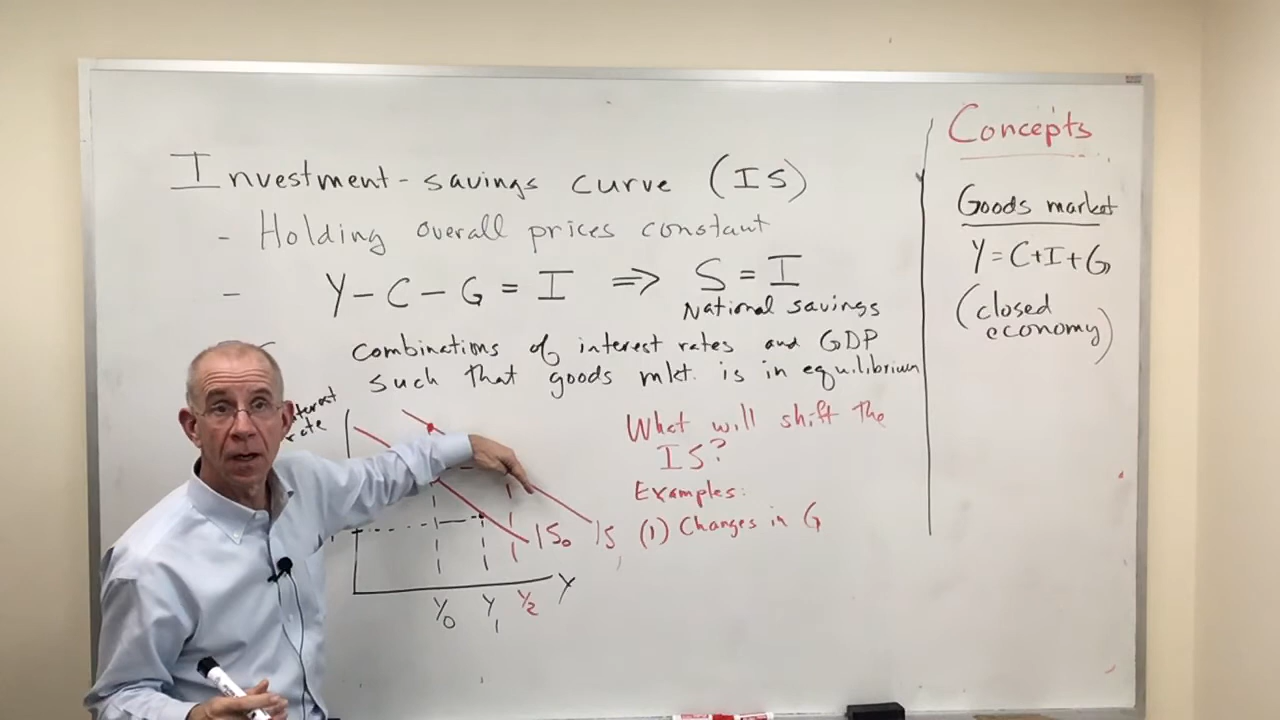 Investment-savings curve (IS)
- Holding overall prices constant
- Y-C-G = I ⇒ S = I
National savings
combinations of interest rates and GDP
such that goods mkt. is in equilibrium
What will shift the
IS?
Examples:
(1) Changes in G
IS₀
IS₁
Y
Y₀
Y₁
Y₂
Concepts
Goods market
Y=C+I+G
(closed
economy)